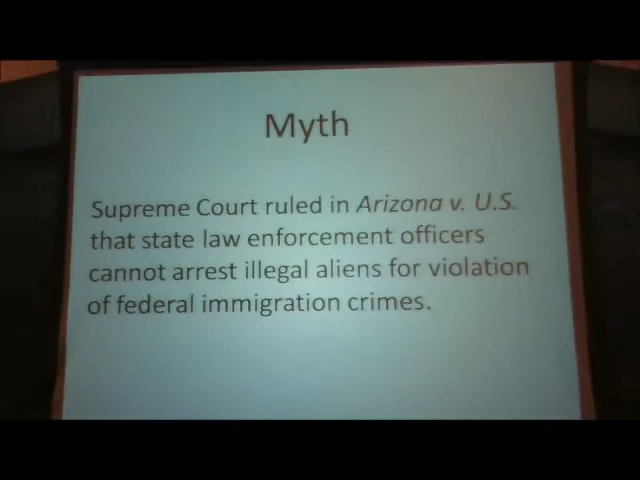 Myth
Supreme Court ruled in Arizona v. U.S.
that state law enforcement officers
cannot arrest illegal aliens for violation
of federal immigration crimes.